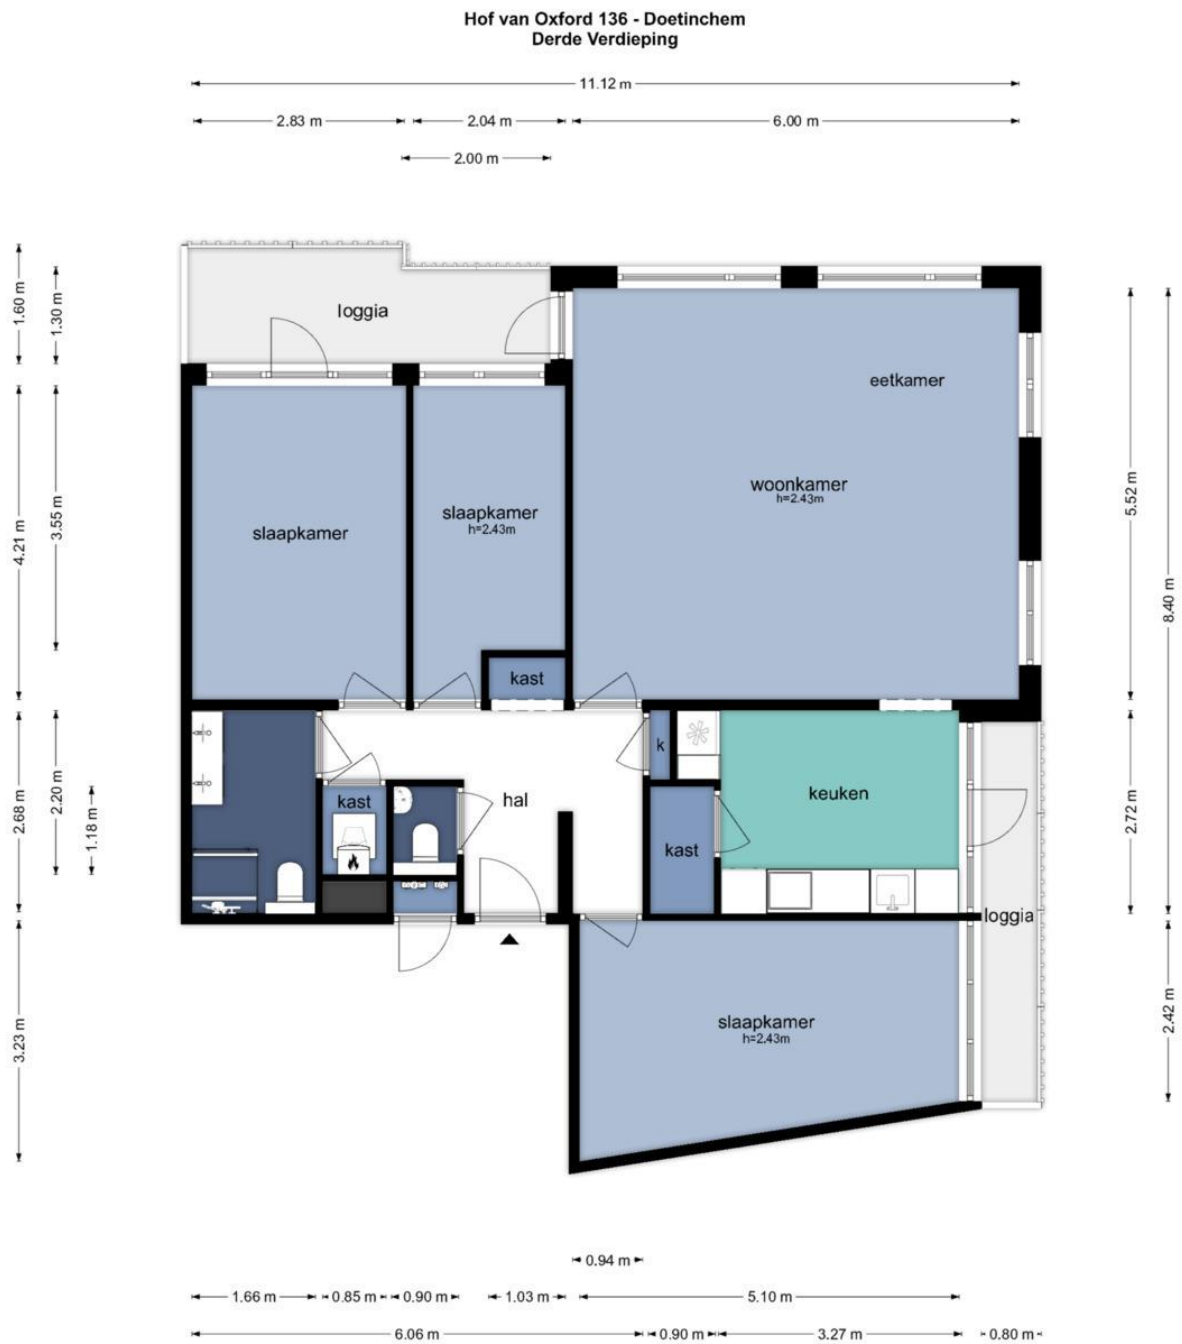 Hof van Oxford 136 - Doetinchem
Derde Verdieping
11.12 m
2.83 m
2.04 m
6.00 m
2.00 m
1.60 m
1.30 m
loggia
eetkamer
woonkamer
h=2.43m
slaapkamer
slaapkamer
h=2.43m
4.21 m
3.55 m
5.52 m
8.40 m
kast
k
kast
hal
keuken
kast
2.68 m
2.20 m
1.18 m
2.72 m
loggia
slaapkamer
h=2.43m
3.23 m
2.42 m
0.94 m
1.66 m
0.85 m
0.90 m
1.03 m
5.10 m
6.06 m
0.90 m
3.27 m
0.80 m